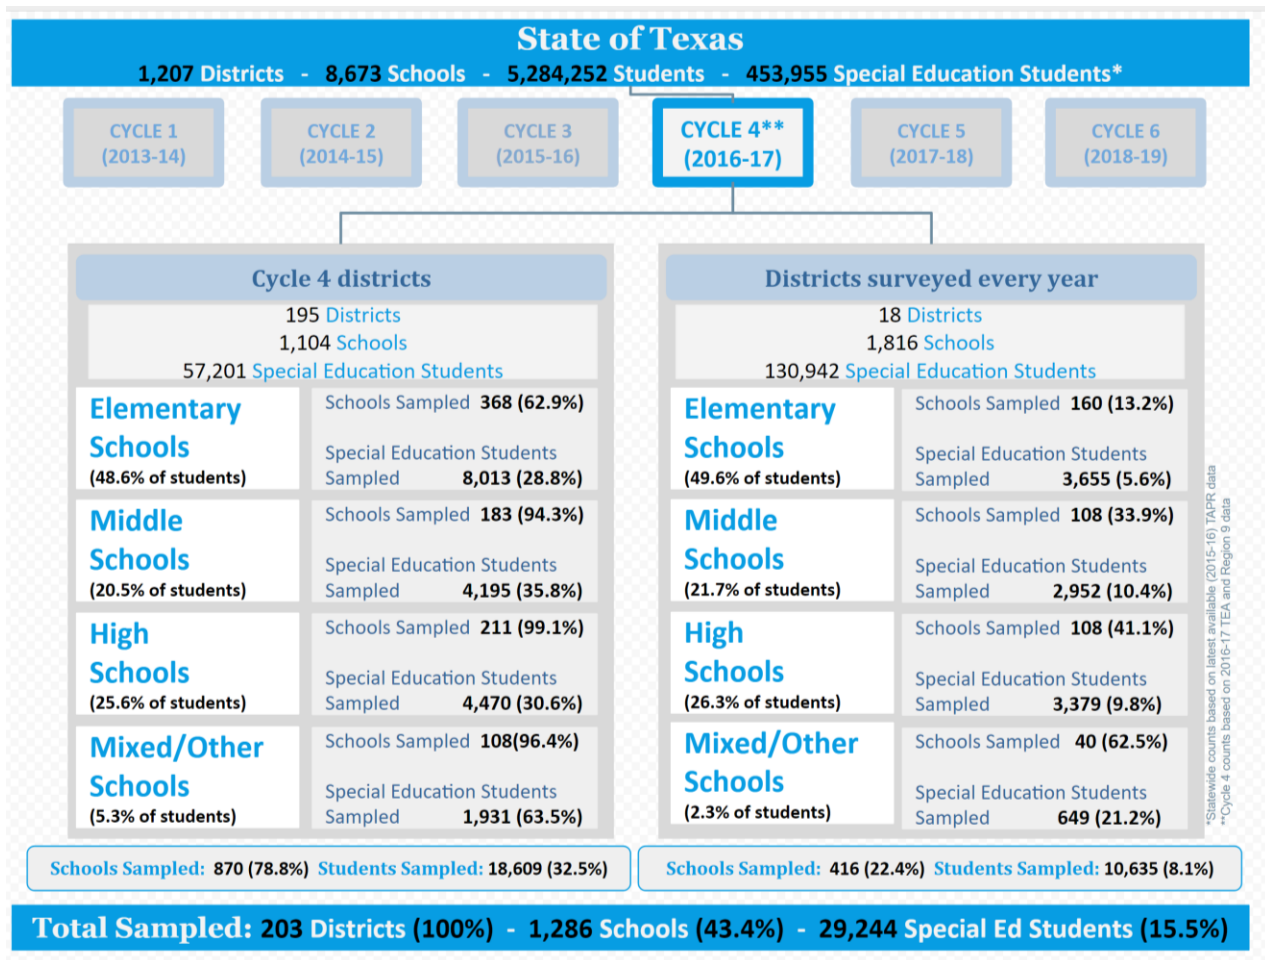 State of Texas
1,207 Districts - 8,673 Schools - 5,284,252 Students - 453,955 Special Education Students*
CYCLE 1
(2013-14)
CYCLE 2
(2014-15)
CYCLE 3
(2015-16)
CYCLE 4**
(2016-17)
CYCLE 5
(2017-18)
CYCLE 6
(2018-19)
Cycle 4 districts
195 Districts
1,104 Schools
57,201 Special Education Students
Elementary
Schools
(48.6% of students)
Schools Sampled 368 (62.9%)
Special Education Students
Sampled 8,013 (28.8%)
Middle
Schools
(20.5% of students)
Schools Sampled 183 (94.3%)
Special Education Students
Sampled 4,195 (35.8%)
High
Schools
(25.6% of students)
Schools Sampled 211 (99.1%)
Special Education Students
Sampled 4,470 (30.6%)
Mixed/Other
Schools
(5.3% of students)
Schools Sampled 108(96.4%)
Special Education Students
Sampled 1,931 (63.5%)
Schools Sampled: 870 (78.8%) Students Sampled: 18,609 (32.5%)
Districts surveyed every year
18 Districts
1,816 Schools
130,942 Special Education Students
Elementary
Schools
(49.6% of students)
Schools Sampled 160 (13.2%)
Special Education Students
Sampled 3,655 (5.6%)
Middle
Schools
(21.7% of students)
Schools Sampled 108 (33.9%)
Special Education Students
Sampled 2,952 (10.4%)
High
Schools
(26.3% of students)
Schools Sampled 108 (41.1%)
Special Education Students
Sampled 3,379 (9.8%)
Mixed/Other
Schools
(2.3% of students)
Schools Sampled 40 (62.5%)
Special Education Students
Sampled 649 (21.2%)
Schools Sampled: 416 (22.4%) Students Sampled: 10,635 (8.1%)
*Statewide counts based on latest available (2015-16) TAPR data
**Cycle 4 counts based on 2016-17 TEA and Region 9 data
Total Sampled: 203 Districts (100%) - 1,286 Schools (43.4%) - 29,244 Special Ed Students (15.5%)